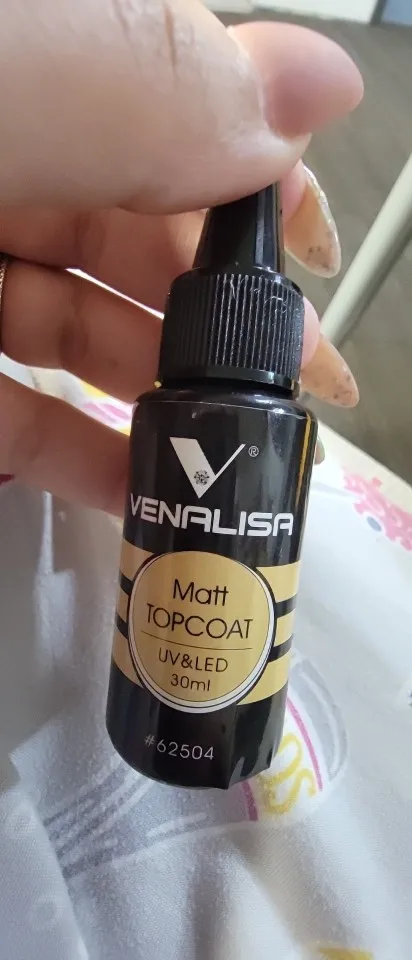 ®
VENALISA
Matt
TOPCOAT
UV&LED
30ml
#62504